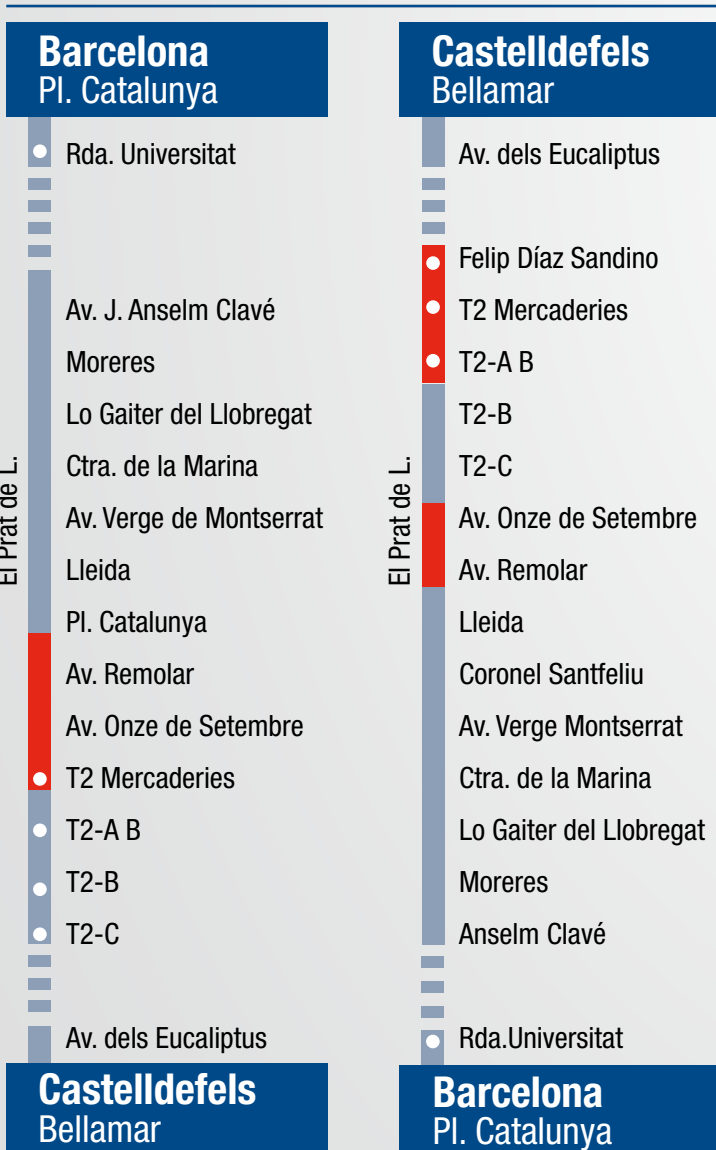 Barcelona
Pl. Catalunya
Rda. Universitat
Av. J. Anselm Clavé
Moreres
Lo Gaiter del Llobregat
Ctra. de la Marina
Av. Verge de Montserrat
Lleida
Pl. Catalunya
Av. Remolar
Av. Onze de Setembre
T2 Mercaderies
T2-A B
T2-B
T2-C
Av. dels Eucaliptus
El Prat de L.
Castelldefels
Bellamar
Castelldefels
Bellamar
Av. dels Eucaliptus
Felip Díaz Sandino
T2 Mercaderies
T2-A B
T2-B
T2-C
Av. Onze de Setembre
Av. Remolar
Lleida
Coronel Santfeliu
Av. Verge Montserrat
Ctra. de la Marina
Lo Gaiter del Llobregat
Moreres
Anselm Clavé
Rda.Universitat
El Prat de L.
Barcelona
Pl. Catalunya